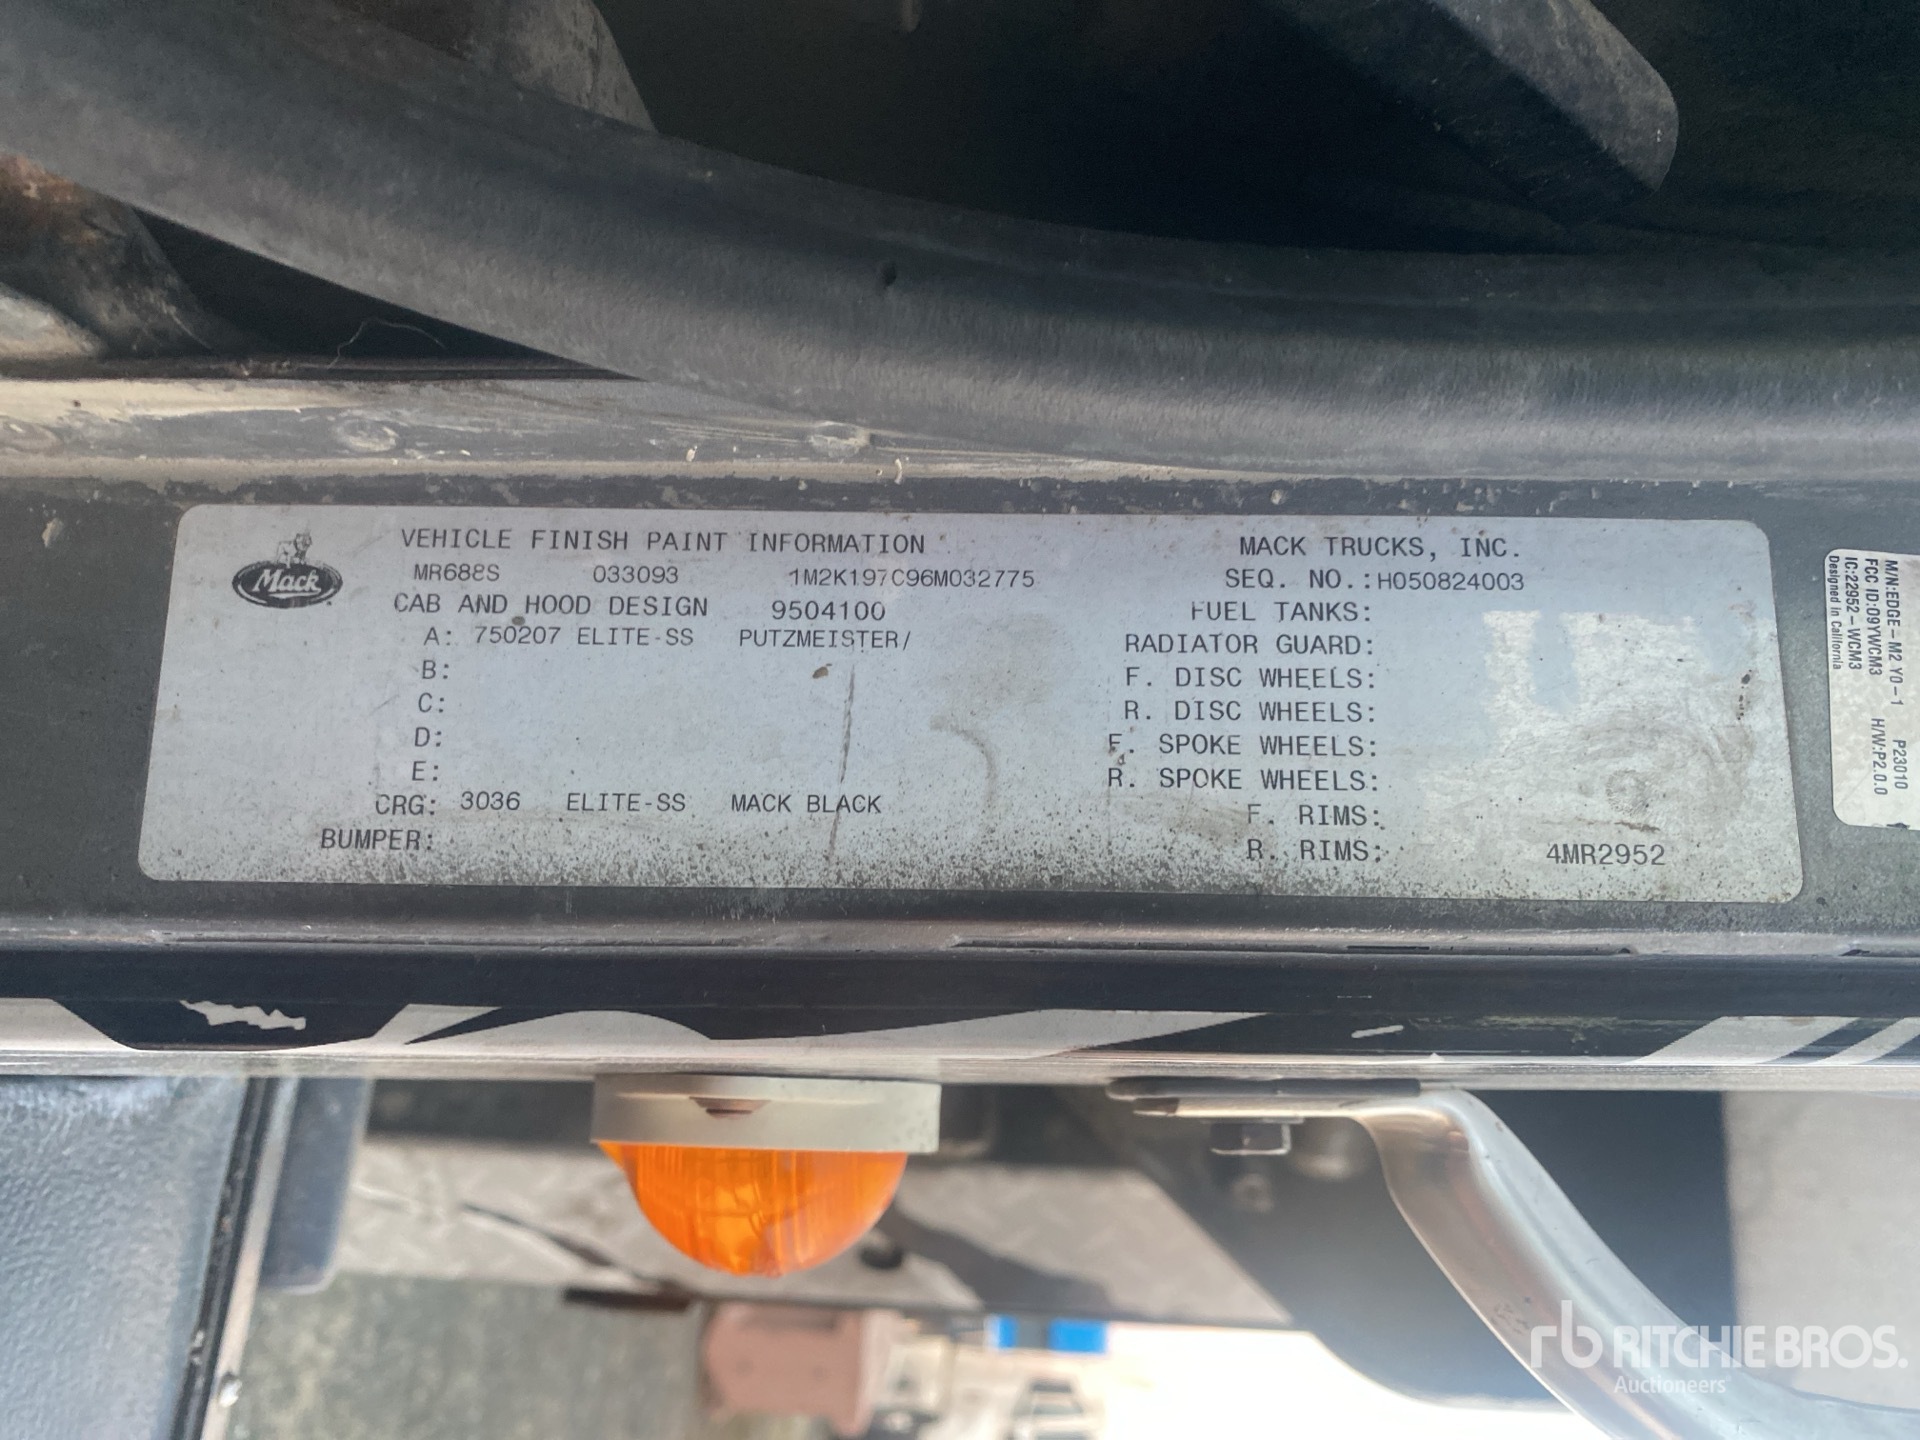 Mack
VEHICLE FINISH PAINT INFORMATION
MR688S 033093 1M2K197C96M032775
CAB AND HOOD DESIGN 9504100
A: 750207 ELITE-SS PUTZMEISTER/
B:
C:
D:
E:
CRG: 3036 ELITE-SS MACK BLACK
BUMPER:
MACK TRUCKS, INC.
SEQ. NO.:H050824003
FUEL TANKS:
RADIATOR GUARD:
F. DISC WHEELS:
R. DISC WHEELS:
F. SPOKE WHEELS:
R. SPOKE WHEELS:
F. RIMS:
R. RIMS: 4MR2952
M/N:EDGE-M2 Y0-1 P23010
FCC ID:O9YWCM3 H/W:P2.0.0
IC:22952-WCM3
Designed in California
rb RITCHIE BROS.
Auctioneers